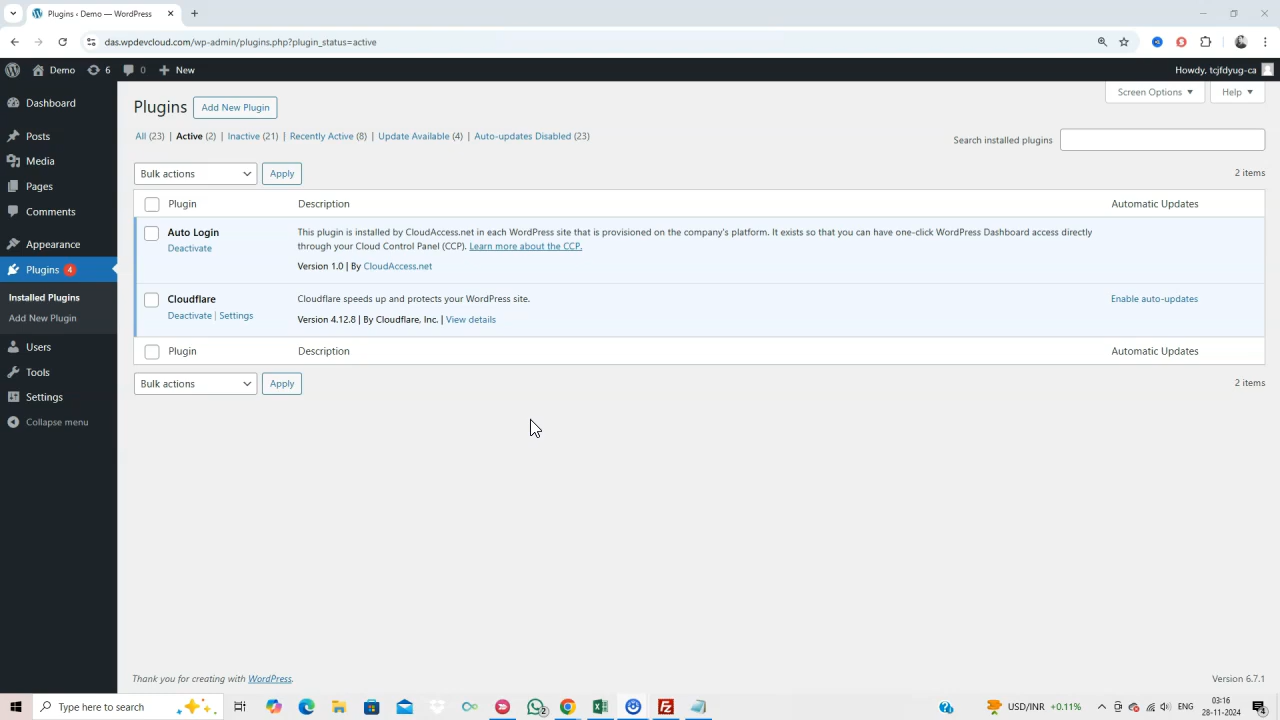 Plugins ‹ Demo — WordPress
das.wpdevcloud.com/wp-admin/plugins.php?plugin_status=active
Demo 6 0 New
Howdy, tcjfdyug-ca
Dashboard
Posts
Media
Pages
Comments
Appearance
Plugins 4
Installed Plugins
Add New Plugin
Users
Tools
Settings
Collapse menu
Screen Options Help
Plugins Add New Plugin
All (23) | Active (2) | Inactive (21) | Recently Active (8) | Update Available (4) | Auto-updates Disabled (23)
Search installed plugins
Bulk actions Apply 2 items
Plugin Description Automatic Updates
Auto Login
Deactivate
This plugin is installed by CloudAccess.net in each WordPress site that is provisioned on the company's platform. It exists so that you can have one-click WordPress Dashboard access directly
through your Cloud Control Panel (CCP). Learn more about the CCP.
Version 1.0 | By CloudAccess.net
Cloudflare
Deactivate | Settings
Cloudflare speeds up and protects your WordPress site.
Version 4.12.8 | By Cloudflare, Inc. | View details
Enable auto-updates
Plugin Description Automatic Updates
Bulk actions Apply 2 items
Thank you for creating with WordPress.
Version 6.7.1
Type here to search
2
USD/INR +0.11%
ENG
03:16
28-11-2024
4